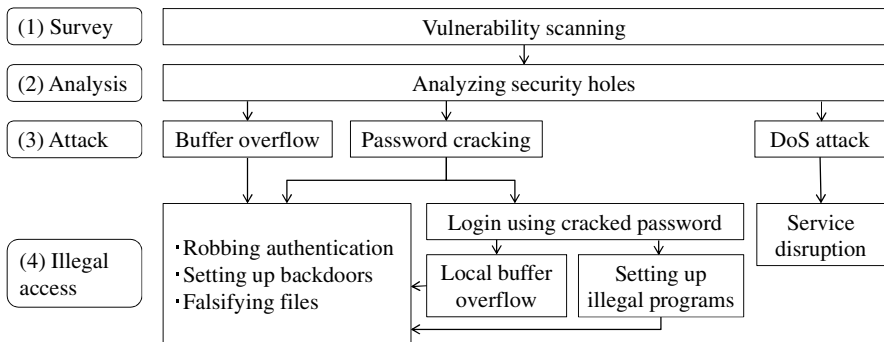 (1) Survey
Vulnerability scanning
(2) Analysis
Analyzing security holes
(3) Attack
Buffer overflow
Password cracking
DoS attack
(4) Illegal
access
・Robbing authentication
・Setting up backdoors
・Falsifying files
Login using cracked password
Local buffer
overflow
Setting up
illegal programs
Service
disruption